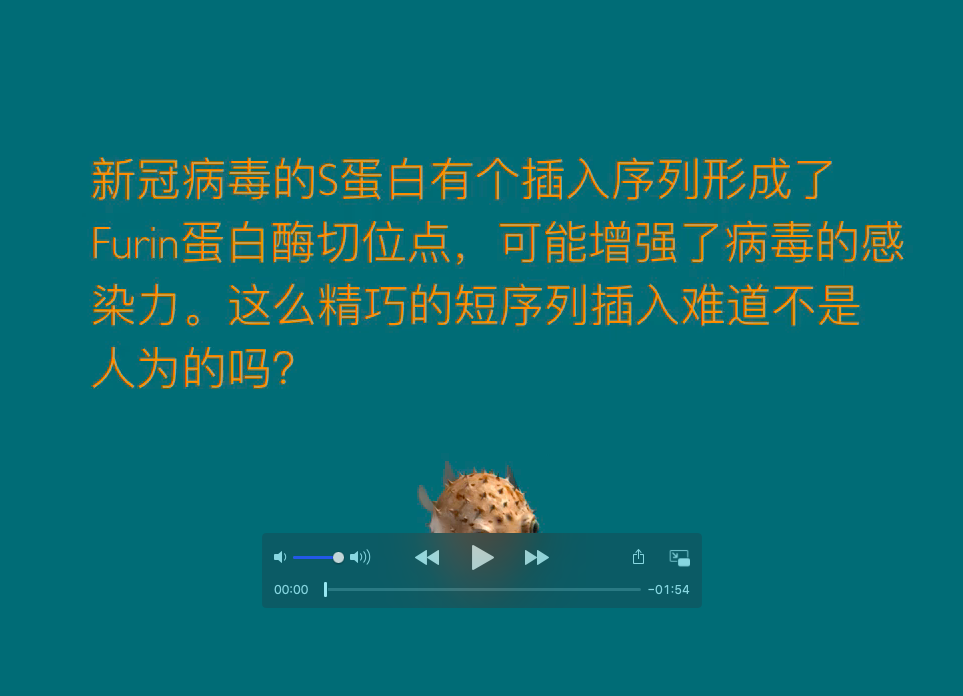 新冠病毒的S蛋白有个插入序列形成了
Furin蛋白酶切位点，可能增强了病毒的感
染力。这么精巧的短序列插入难道不是
人为的吗？
00:00
−01:54